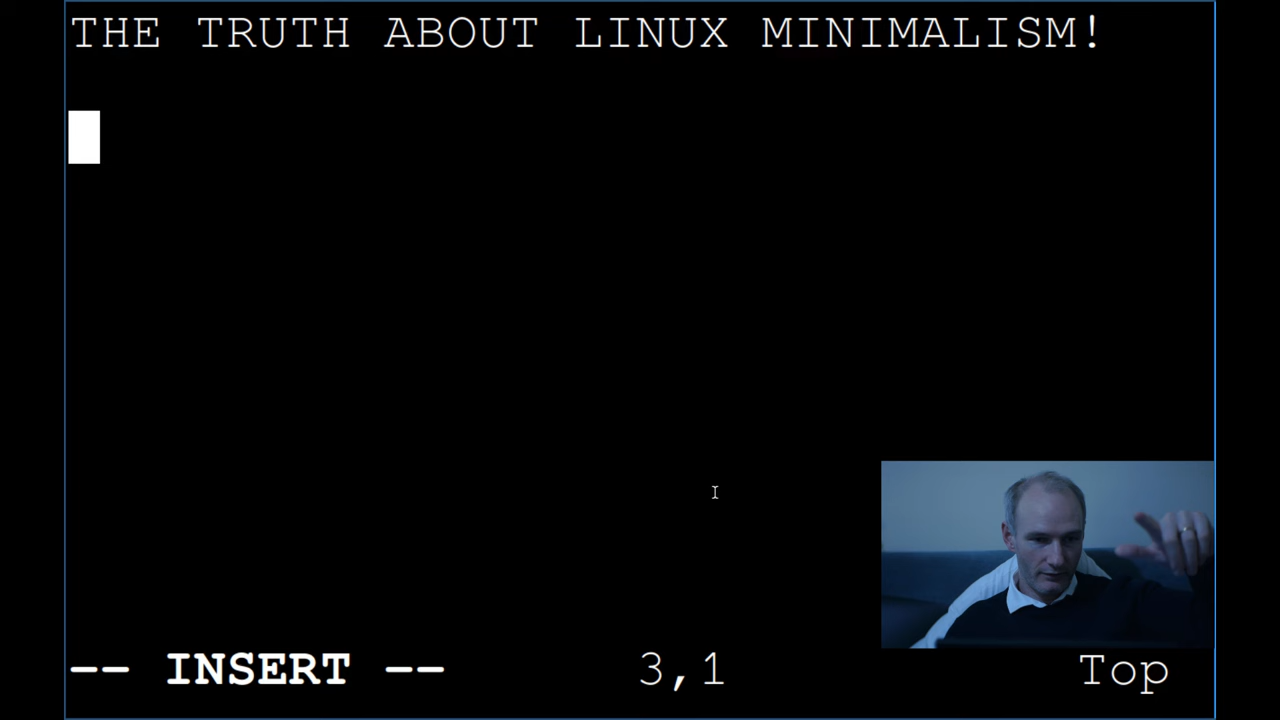 THE TRUTH ABOUT LINUX MINIMALISM!
-- INSERT -- 3,1 Top